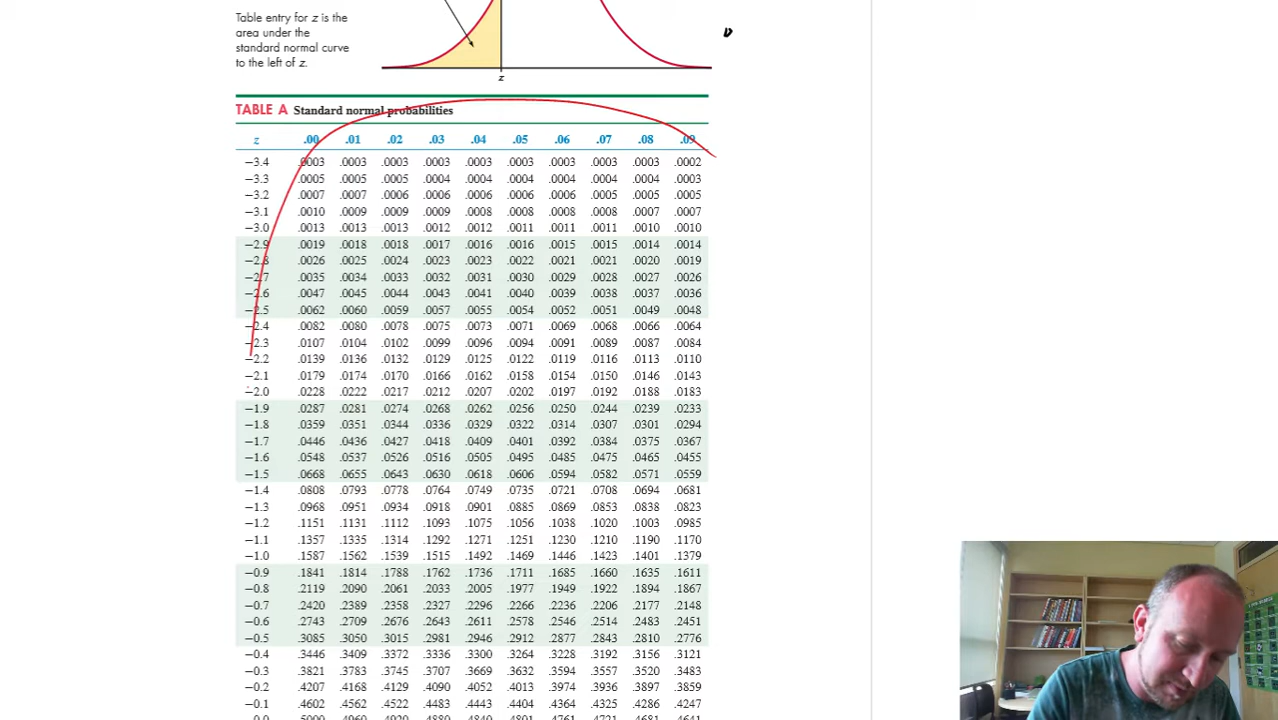 Table entry for z is the
area under the
standard normal curve
to the left of z.
z
TABLE A Standard normal probabilities
z .00 .01 .02 .03 .04 .05 .06 .07 .08 .09
−3.4 .0003 .0003 .0003 .0003 .0003 .0003 .0003 .0003 .0003 .0002
−3.3 .0005 .0005 .0005 .0004 .0004 .0004 .0004 .0004 .0004 .0003
−3.2 .0007 .0007 .0006 .0006 .0006 .0006 .0006 .0005 .0005 .0005
−3.1 .0010 .0009 .0009 .0009 .0008 .0008 .0008 .0008 .0007 .0007
−3.0 .0013 .0013 .0013 .0012 .0012 .0011 .0011 .0011 .0010 .0010
−2.9 .0019 .0018 .0018 .0017 .0016 .0016 .0015 .0015 .0014 .0014
−2.8 .0026 .0025 .0024 .0023 .0023 .0022 .0021 .0021 .0020 .0019
−2.7 .0035 .0034 .0033 .0032 .0031 .0030 .0029 .0028 .0027 .0026
−2.6 .0047 .0045 .0044 .0043 .0041 .0040 .0039 .0038 .0037 .0036
−2.5 .0062 .0060 .0059 .0057 .0055 .0054 .0052 .0051 .0049 .0048
−2.4 .0082 .0080 .0078 .0075 .0073 .0071 .0069 .0068 .0066 .0064
−2.3 .0107 .0104 .0102 .0099 .0096 .0094 .0091 .0089 .0087 .0084
−2.2 .0139 .0136 .0132 .0129 .0125 .0122 .0119 .0116 .0113 .0110
−2.1 .0179 .0174 .0170 .0166 .0162 .0158 .0154 .0150 .0146 .0143
−2.0 .0228 .0222 .0217 .0212 .0207 .0202 .0197 .0192 .0188 .0183
−1.9 .0287 .0281 .0274 .0268 .0262 .0256 .0250 .0244 .0239 .0233
−1.8 .0359 .0351 .0344 .0336 .0329 .0322 .0314 .0307 .0301 .0294
−1.7 .0446 .0436 .0427 .0418 .0409 .0401 .0392 .0384 .0375 .0367
−1.6 .0548 .0537 .0526 .0516 .0505 .0495 .0485 .0475 .0465 .0455
−1.5 .0668 .0655 .0643 .0630 .0618 .0606 .0594 .0582 .0571 .0559
−1.4 .0808 .0793 .0778 .0764 .0749 .0735 .0721 .0708 .0694 .0681
−1.3 .0968 .0951 .0934 .0918 .0901 .0885 .0869 .0853 .0838 .0823
−1.2 .1151 .1131 .1112 .1093 .1075 .1056 .1038 .1020 .1003 .0985
−1.1 .1357 .1335 .1314 .1292 .1271 .1251 .1230 .1210 .1190 .1170
−1.0 .1587 .1562 .1539 .1515 .1492 .1469 .1446 .1423 .1401 .1379
−0.9 .1841 .1814 .1788 .1762 .1736 .1711 .1685 .1660 .1635 .1611
−0.8 .2119 .2090 .2061 .2033 .2005 .1977 .1949 .1922 .1894 .1867
−0.7 .2420 .2389 .2358 .2327 .2296 .2266 .2236 .2206 .2177 .2148
−0.6 .2743 .2709 .2676 .2643 .2611 .2578 .2546 .2514 .2483 .2451
−0.5 .3085 .3050 .3015 .2981 .2946 .2912 .2877 .2843 .2810 .2776
−0.4 .3446 .3409 .3372 .3336 .3300 .3264 .3228 .3192 .3156 .3121
−0.3 .3821 .3783 .3745 .3707 .3669 .3632 .3594 .3557 .3520 .3483
−0.2 .4207 .4168 .4129 .4090 .4052 .4013 .3974 .3936 .3897 .3859
−0.1 .4602 .4562 .4522 .4483 .4443 .4404 .4364 .4325 .4286 .4247